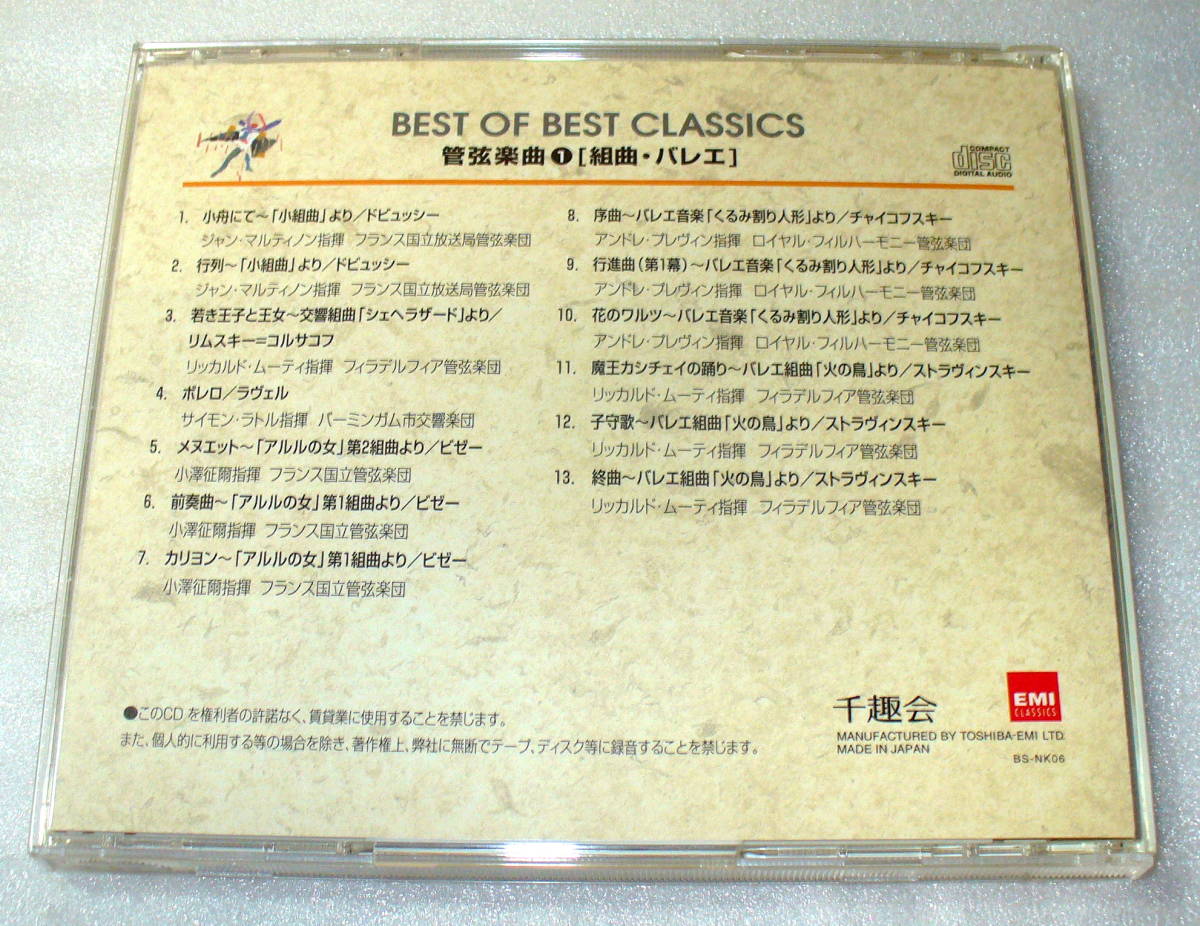 BEST OF BEST CLASSICS
管弦楽曲❶[組曲・バレエ]
COMPACT
disc
DIGITAL AUDIO
1. 小舟にて～「小組曲」より／ドビュッシー
ジャン・マルティノン指揮 フランス国立放送局管弦楽団
2. 行列～「小組曲」より／ドビュッシー
ジャン・マルティノン指揮 フランス国立放送局管弦楽団
3. 若き王子と王女～交響組曲「シェヘラザード」より／
リムスキー＝コルサコフ
リッカルド・ムーティ指揮 フィラデルフィア管弦楽団
4. ボレロ／ラヴェル
サイモン・ラトル指揮 バーミンガム市交響楽団
5. メヌエット～「アルルの女」第2組曲より／ビゼー
小澤征爾指揮 フランス国立管弦楽団
6. 前奏曲～「アルルの女」第1組曲より／ビゼー
小澤征爾指揮 フランス国立管弦楽団
7. カリヨン～「アルルの女」第1組曲より／ビゼー
小澤征爾指揮 フランス国立管弦楽団
8. 序曲～バレエ音楽「くるみ割り人形」より／チャイコフスキー
アンドレ・プレヴィン指揮 ロイヤル・フィルハーモニー管弦楽団
9. 行進曲（第1幕）～バレエ音楽「くるみ割り人形」より／チャイコフスキー
アンドレ・プレヴィン指揮 ロイヤル・フィルハーモニー管弦楽団
10. 花のワルツ～バレエ音楽「くるみ割り人形」より／チャイコフスキー
アンドレ・プレヴィン指揮 ロイヤル・フィルハーモニー管弦楽団
11. 魔王カシチェイの踊り～バレエ組曲「火の鳥」より／ストラヴィンスキー
リッカルド・ムーティ指揮 フィラデルフィア管弦楽団
12. 子守歌～バレエ組曲「火の鳥」より／ストラヴィンスキー
リッカルド・ムーティ指揮 フィラデルフィア管弦楽団
13. 終曲～バレエ組曲「火の鳥」より／ストラヴィンスキー
リッカルド・ムーティ指揮 フィラデルフィア管弦楽団
●このCDを権利者の許諾なく、賃貸業に使用することを禁じます。
また、個人的に利用する等の場合を除き、著作権上、弊社に無断でテープ、ディスク等に録音することを禁じます。
千趣会
EMI
CLASSICS
MANUFACTURED BY TOSHIBA-EMI LTD.
MADE IN JAPAN
BS-NK06